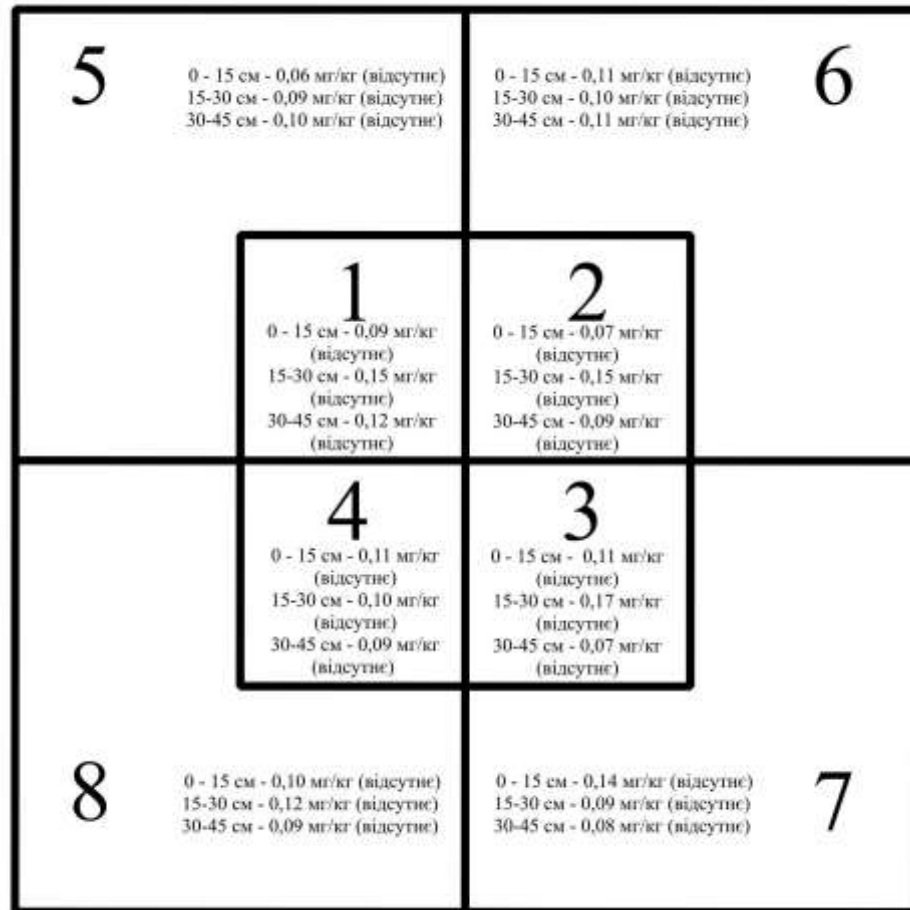 5
0 - 15 см - 0,06 мг/кг (відсутнє)
15-30 см - 0,09 мг/кг (відсутнє)
30-45 см - 0,10 мг/кг (відсутнє)
0 - 15 см - 0,11 мг/кг (відсутнє)
15-30 см - 0,10 мг/кг (відсутнє)
30-45 см - 0,11 мг/кг (відсутнє)
6
1
0 - 15 см - 0,09 мг/кг
(відсутнє)
15-30 см - 0,15 мг/кг
(відсутнє)
30-45 см - 0,12 мг/кг
(відсутнє)
2
0 - 15 см - 0,07 мг/кг
(відсутнє)
15-30 см - 0,15 мг/кг
(відсутнє)
30-45 см - 0,09 мг/кг
(відсутнє)
4
0 - 15 см - 0,11 мг/кг
(відсутнє)
15-30 см - 0,10 мг/кг
(відсутнє)
30-45 см - 0,09 мг/кг
(відсутнє)
3
0 - 15 см - 0,11 мг/кг
(відсутнє)
15-30 см - 0,17 мг/кг
(відсутнє)
30-45 см - 0,07 мг/кг
(відсутнє)
8
0 - 15 см - 0,10 мг/кг (відсутнє)
15-30 см - 0,12 мг/кг (відсутнє)
30-45 см - 0,09 мг/кг (відсутнє)
0 - 15 см - 0,14 мг/кг (відсутнє)
15-30 см - 0,09 мг/кг (відсутнє)
30-45 см - 0,08 мг/кг (відсутнє)
7